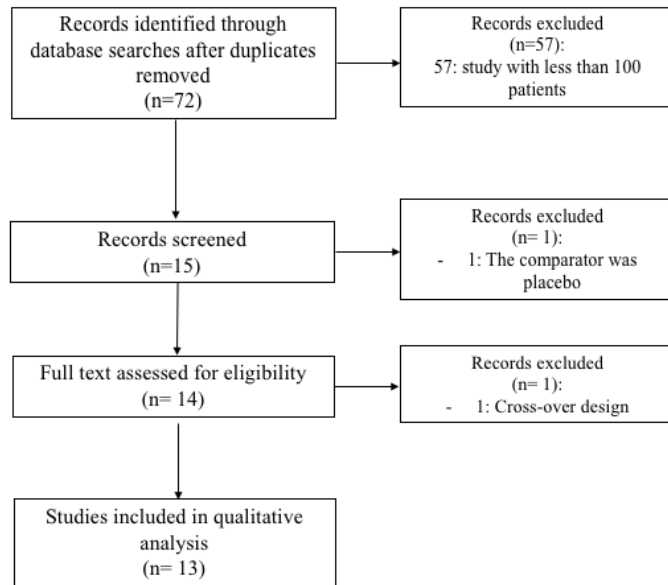 Records identified through
database searches after duplicates
removed
(n=72)
Records excluded
(n=57):
57: study with less than 100
patients
Records screened
(n=15)
Records excluded
(n= 1):
- 1: The comparator was
placebo
Full text assessed for eligibility
(n= 14)
Records excluded
(n= 1):
- 1: Cross-over design
Studies included in qualitative
analysis
(n= 13)